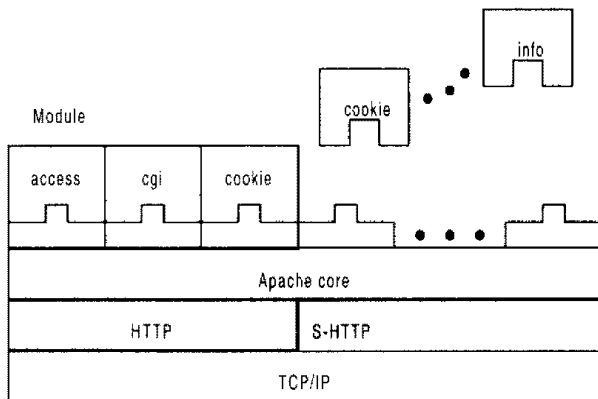 info
cookie
Module
access cgi cookie
Apache core
HTTP S-HTTP
TCP/IP